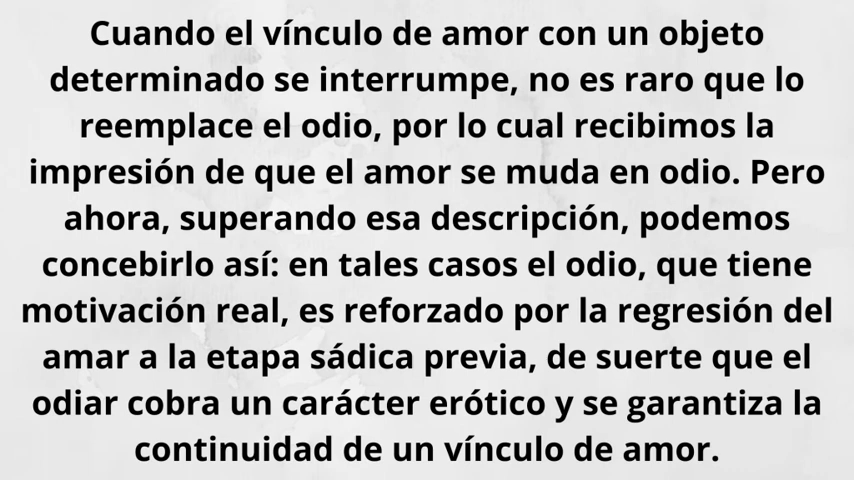 Cuando el vínculo de amor con un objeto
determinado se interrumpe, no es raro que lo
reemplace el odio, por lo cual recibimos la
impresión de que el amor se muda en odio. Pero
ahora, superando esa descripción, podemos
concebirlo así: en tales casos el odio, que tiene
motivación real, es reforzado por la regresión del
amar a la etapa sádica previa, de suerte que el
odiar cobra un carácter erótico y se garantiza la
continuidad de un vínculo de amor.